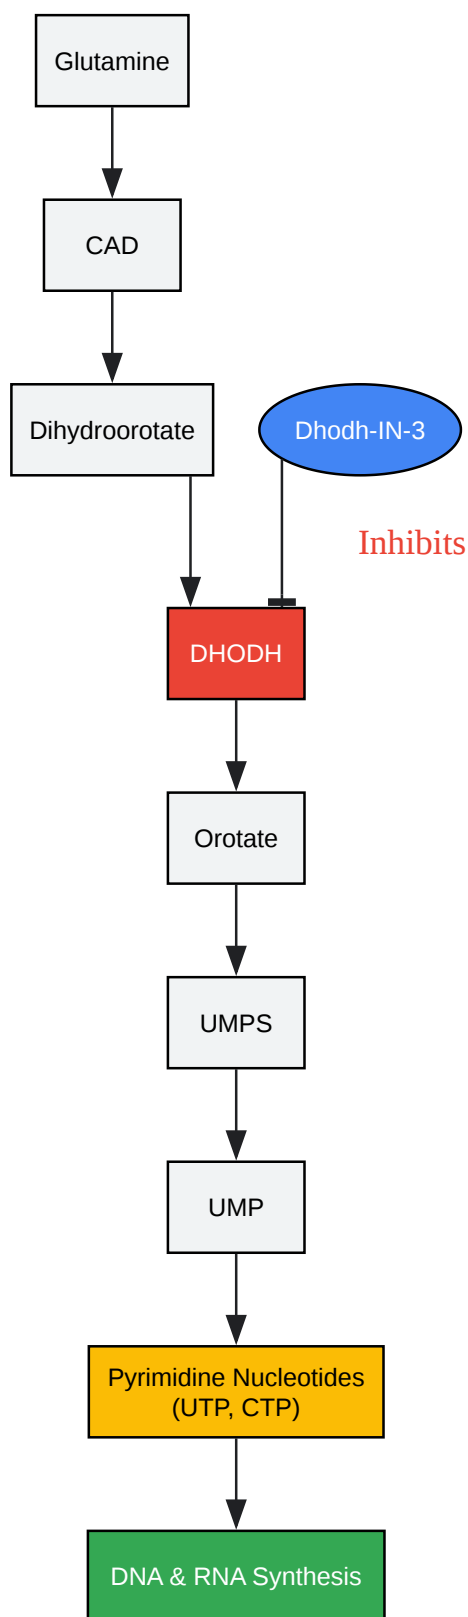 Glutamine
CAD
Dihydroorotate
Dhodh-IN-3
Inhibits
DHODH
Orotate
UMPS
UMP
Pyrimidine Nucleotides
(UTP, CTP)
DNA & RNA Synthesis